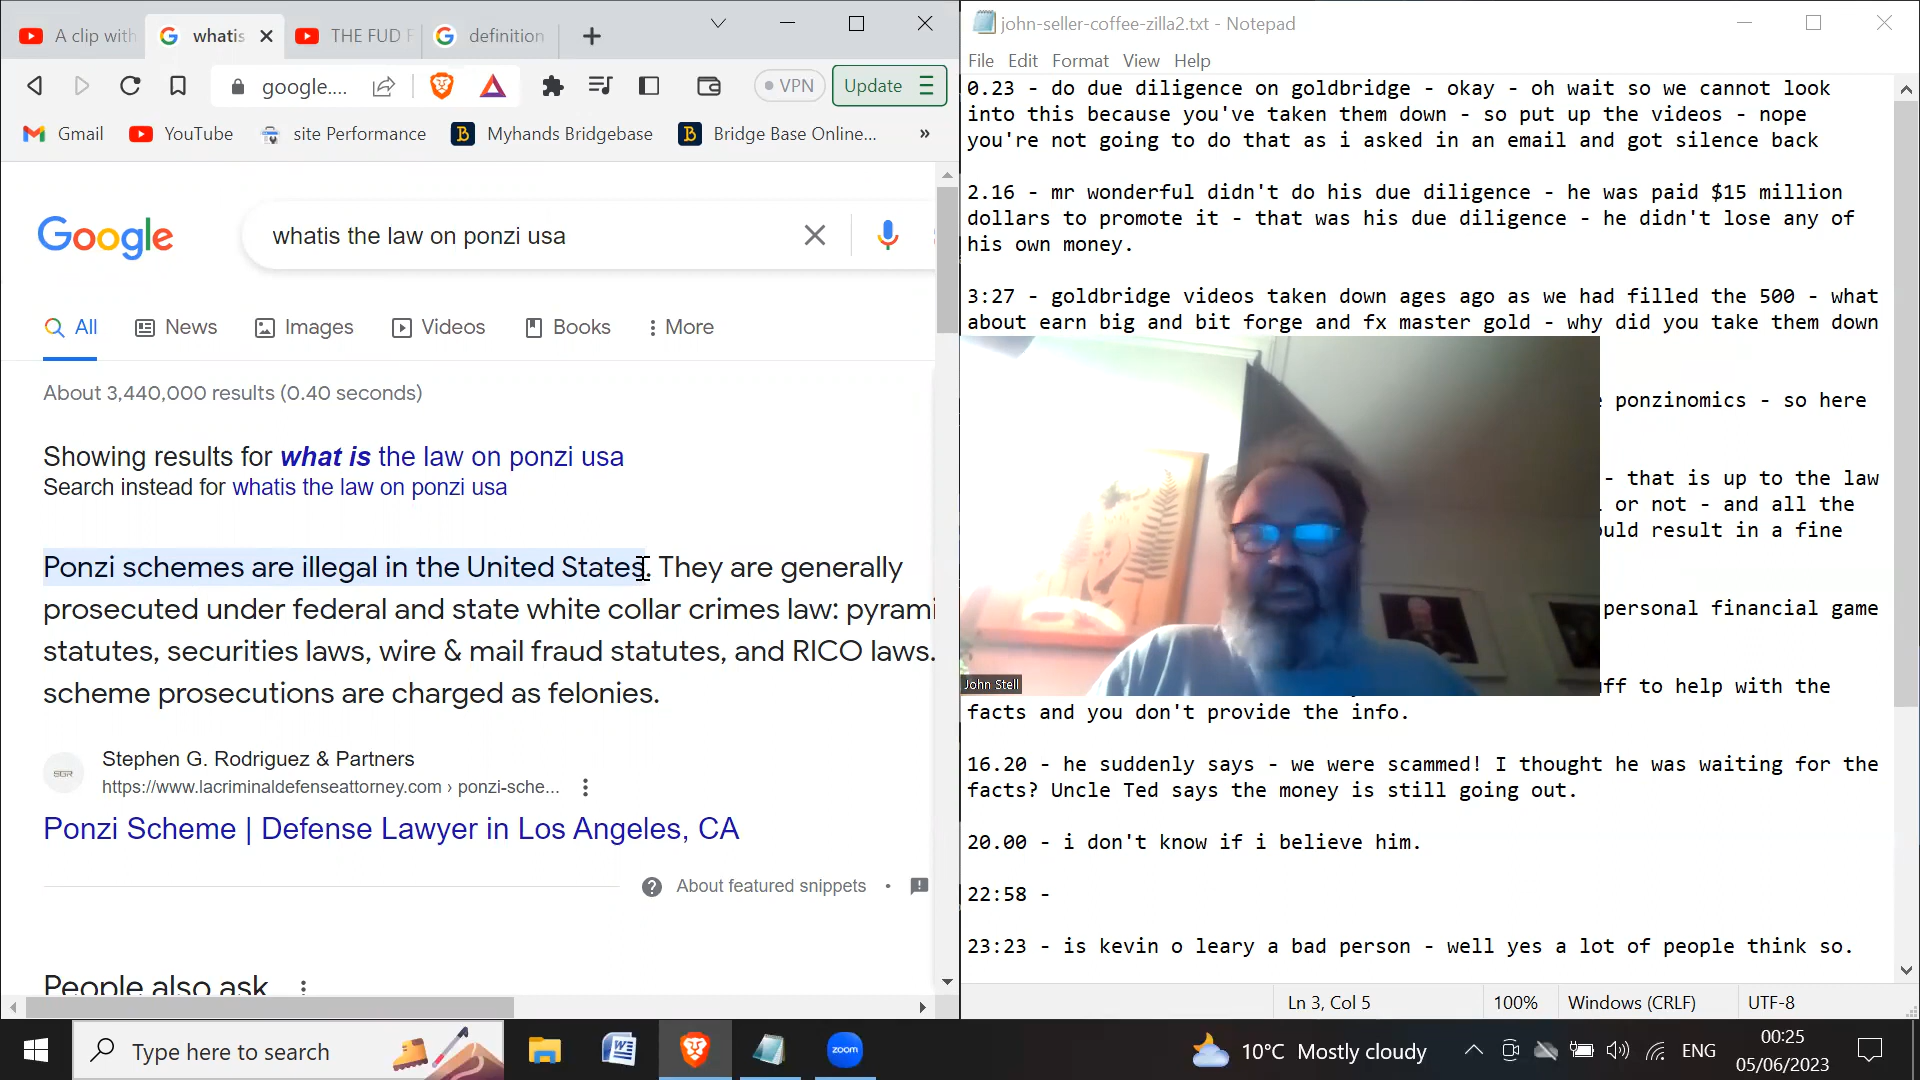 A clip with
whatis
THE FUD F
definition
google....
VPN
Update
Gmail
YouTube
site Performance
Myhands Bridgebase
Bridge Base Online...
»
Google
whatis the law on ponzi usa
All
News
Images
Videos
Books
More
About 3,440,000 results (0.40 seconds)
Showing results for what is the law on ponzi usa
Search instead for whatis the law on ponzi usa
Ponzi schemes are illegal in the United States. They are generally
prosecuted under federal and state white collar crimes law: pyrami
statutes, securities laws, wire & mail fraud statutes, and RICO laws.
scheme prosecutions are charged as felonies.
SGR
Stephen G. Rodriguez & Partners
https://www.lacriminaldefenseattorney.com › ponzi-sche...
Ponzi Scheme | Defense Lawyer in Los Angeles, CA
About featured snippets
People also ask
john-seller-coffee-zilla2.txt - Notepad
File Edit Format View Help
0.23 - do due diligence on goldbridge - okay - oh wait so we cannot look
into this because you've taken them down - so put up the videos - nope
you're not going to do that as i asked in an email and got silence back
2.16 - mr wonderful didn't do his due diligence - he was paid $15 million
dollars to promote it - that was his due diligence - he didn't lose any of
his own money.
3:27 - goldbridge videos taken down ages ago as we had filled the 500 - what
about earn big and bit forge and fx master gold - why did you take them down
ponzinomics - so here
- that is up to the law
or not - and all the
uld result in a fine
personal financial game
ff to help with the
John Stell
facts and you don't provide the info.
16.20 - he suddenly says - we were scammed! I thought he was waiting for the
facts? Uncle Ted says the money is still going out.
20.00 - i don't know if i believe him.
22:58 -
23:23 - is kevin o leary a bad person - well yes a lot of people think so.
Ln 3, Col 5
100%
Windows (CRLF)
UTF-8
Type here to search
zoom
10°C Mostly cloudy
ENG
00:25
05/06/2023